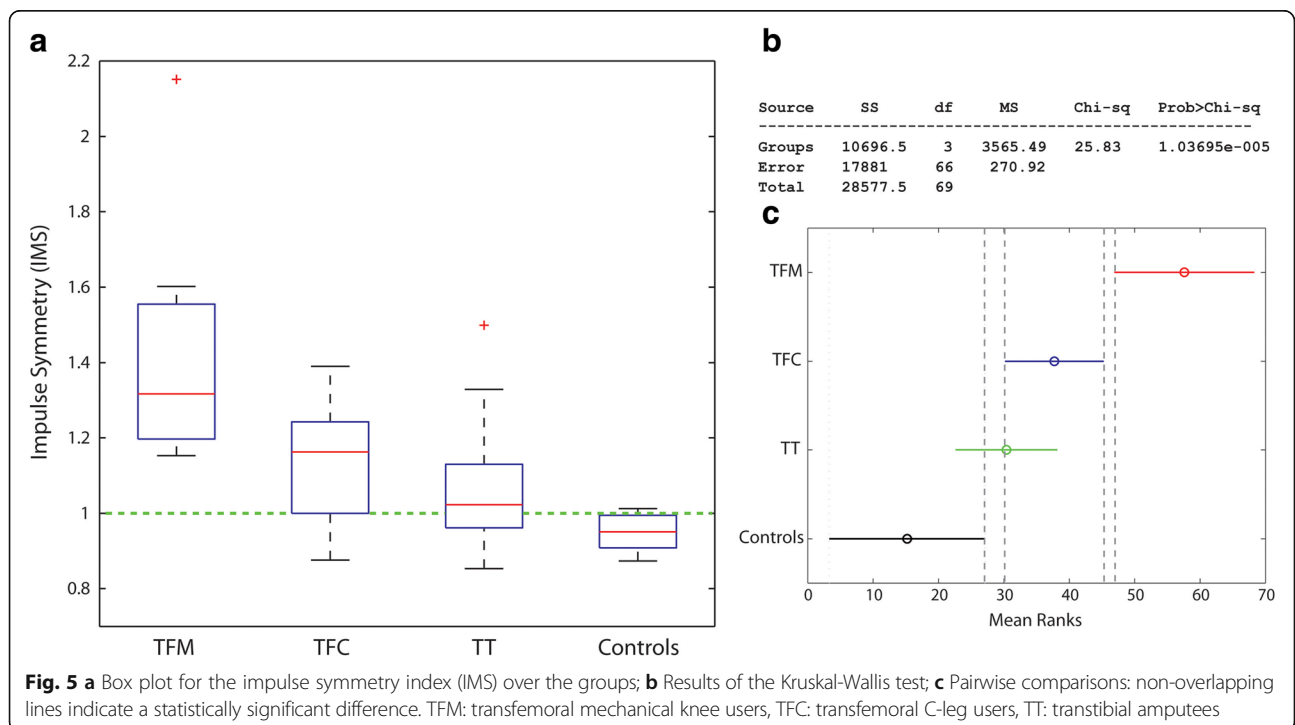 a
2.2
2
1.8
1.6
1.4
1.2
1
0.8
Impulse Symmetry (IMS)
TFM TFC TT Controls
b
Source SS df MS Chi-sq Prob>Chi-sq
Groups 10696.5 3 3565.49 25.83 1.03695e-005
Error 17881 66 270.92
Total 28577.5 69
c
TFM
TFC
TT
Controls
0 10 20 30 40 50 60 70
Mean Ranks
Fig. 5 a Box plot for the impulse symmetry index (IMS) over the groups; b Results of the Kruskal-Wallis test; c Pairwise comparisons: non-overlapping
lines indicate a statistically significant difference. TFM: transfemoral mechanical knee users, TFC: transfemoral C-leg users, TT: transtibial amputees